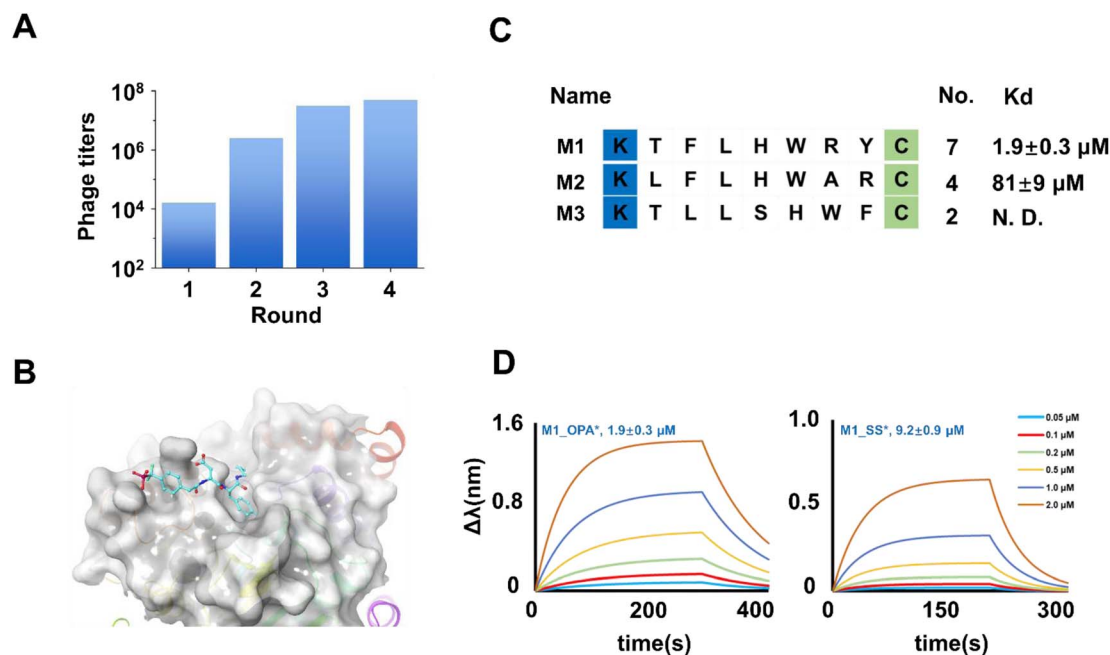 A
10⁸
10⁶
10⁴
10²
Phage titers
1 2 3 4
Round
B
C
Name No. Kd
M1 K T F L H W R Y C 7 1.9±0.3 μM
M2 K L F L H W A R C 4 81±9 μM
M3 K T L L S H W F C 2 N. D.
D
1.6
0.8
0
Δλ(nm)
M1_OPA*, 1.9±0.3 μM
0 200 400
time(s)
1.0
0.5
0
M1_SS*, 9.2±0.9 μM
0 150 300
time(s)
0.05 μM
0.1 μM
0.2 μM
0.5 μM
1.0 μM
2.0 μM